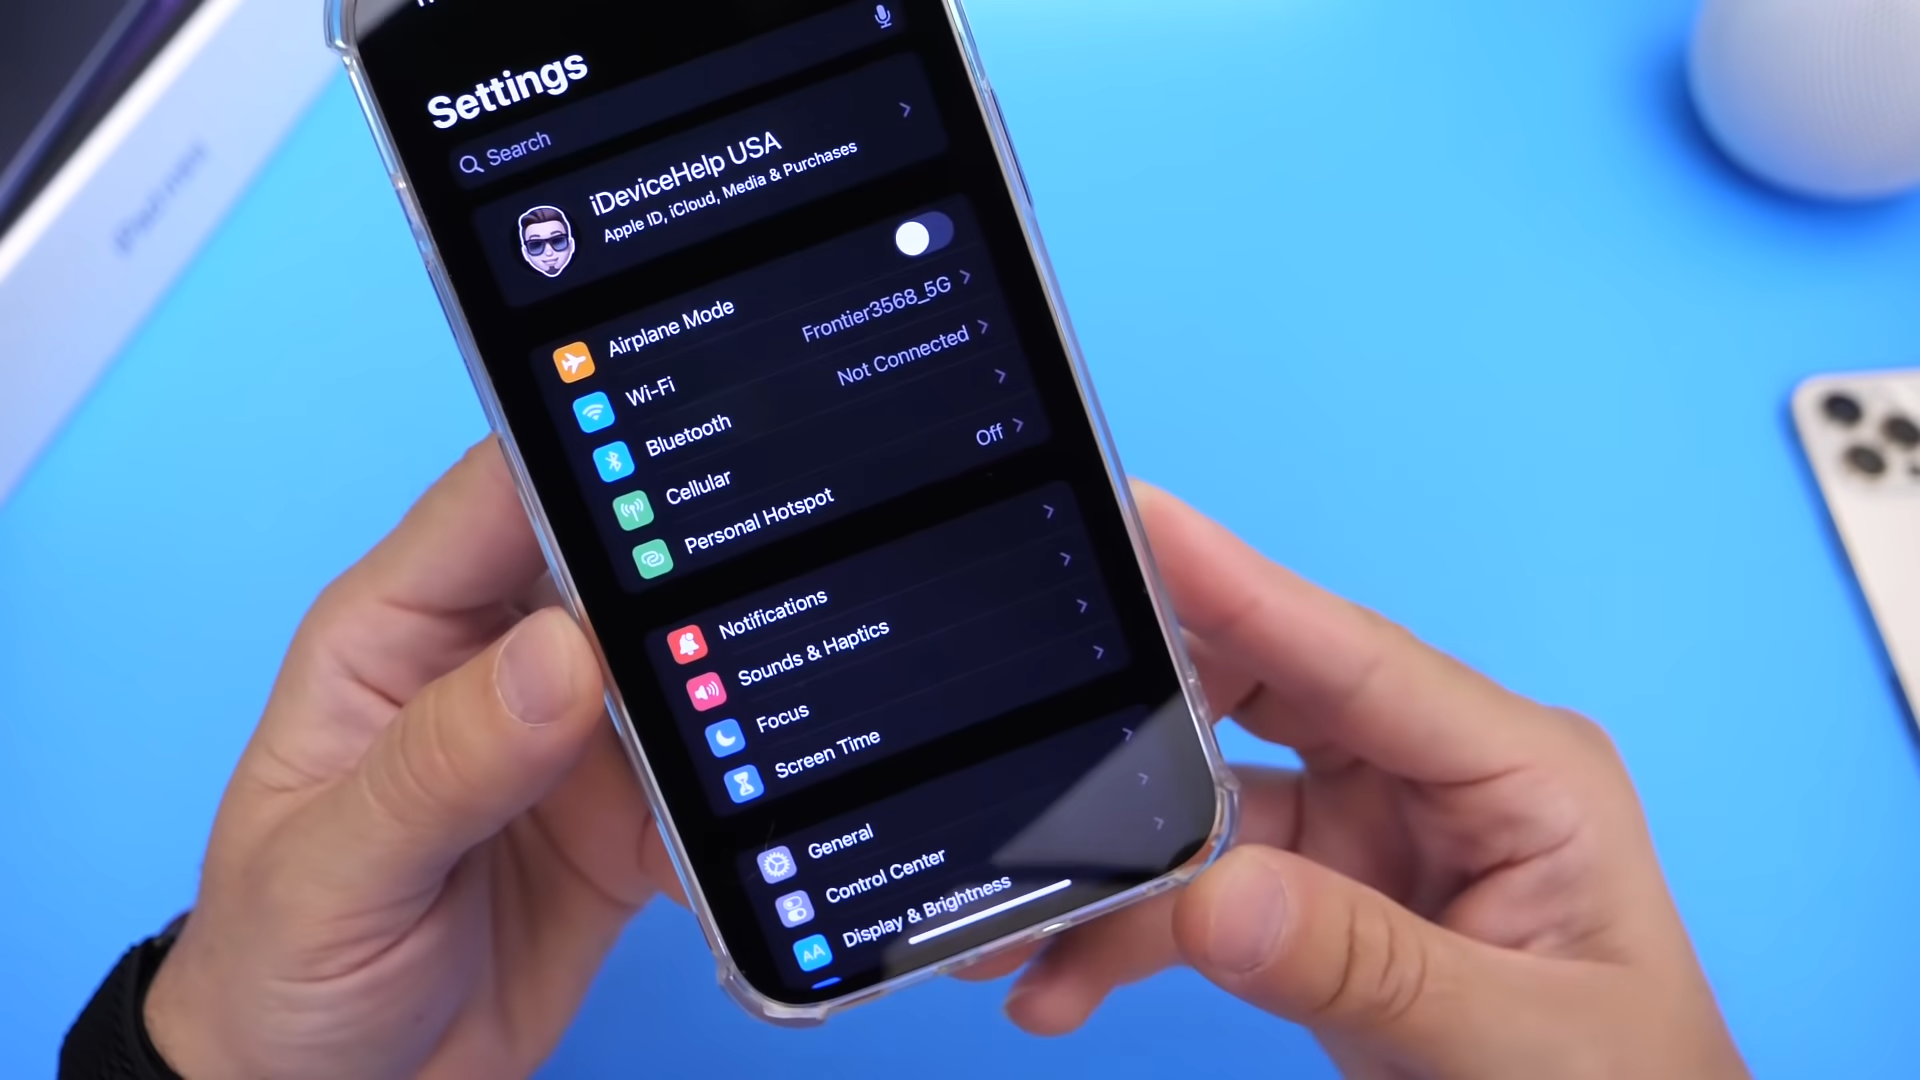 Settings
Search
iDeviceHelp USA
Apple ID, iCloud, Media & Purchases
Airplane Mode
Wi-Fi Frontier3568_5G
Bluetooth Not Connected
Cellular
Personal Hotspot Off
Notifications
Sounds & Haptics
Focus
Screen Time
General
Control Center
AA Display & Brightness